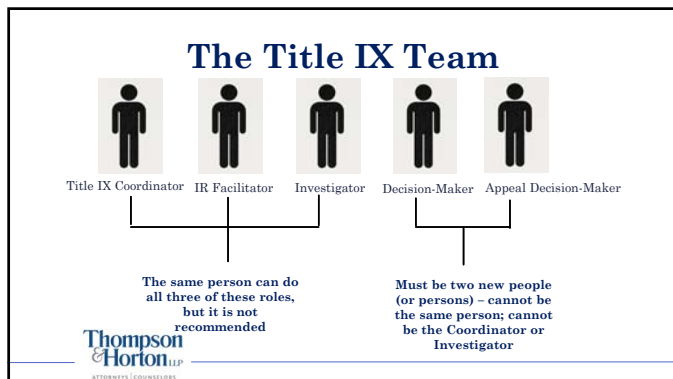 The Title IX Team
Title IX Coordinator IR Facilitator Investigator Decision-Maker Appeal Decision-Maker
The same person can do
all three of these roles,
but it is not
recommended
Must be two new people
(or persons) – cannot be
the same person; cannot
be the Coordinator or
Investigator
Thompson
& Horton LLP
ATTORNEYS | COUNSELORS